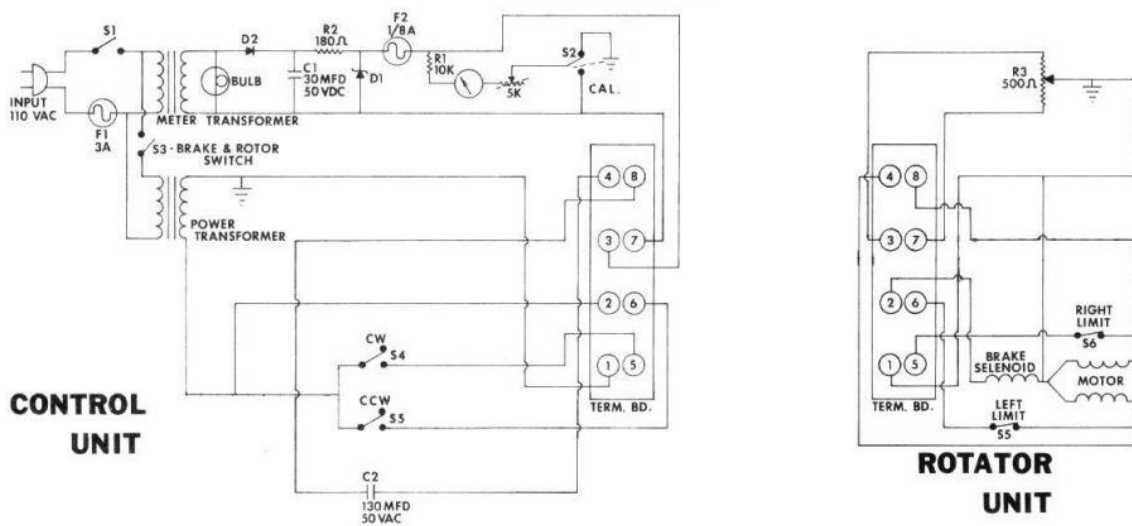 S1
INPUT
110 VAC
F1
3A
METER TRANSFORMER
BULB
D2
C1
30 MFD
50 VDC
R2
180Ω
D1
F2
1/8A
R1
10K
5K
S2
CAL.
S3 - BRAKE & ROTOR
SWITCH
POWER
TRANSFORMER
4 8
3 7
2 6
1 5
TERM. BD.
CW
S4
CCW
S5
C2
130 MFD
50 VAC
CONTROL
UNIT
R3
500Ω
4 8
3 7
2 6
1 5
TERM. BD.
RIGHT
LIMIT
S6
BRAKE
SELENOID
MOTOR
LEFT
LIMIT
S5
ROTATOR
UNIT